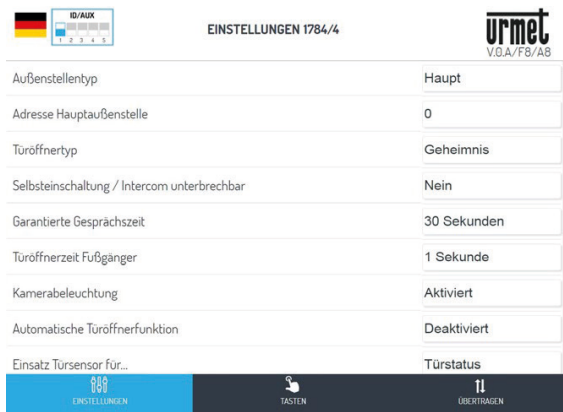 ID/AUX
1 2 3 4 5
EINSTELLUNGEN 1784/4
urmet
V.0.A/F8/A8
Außenstellentyp Haupt
Adresse Hauptaußenstelle 0
Türöffnertyp Geheimnis
Selbsteinschaltung / Intercom unterbrechbar Nein
Garantierte Gesprächszeit 30 Sekunden
Türöffnerzeit Fußgänger 1 Sekunde
Kamerabeleuchtung Aktiviert
Automatische Türöffnerfunktion Deaktiviert
Einsatz Türsensor für... Türstatus
EINSTELLUNGEN TASTEN ÜBERTRAGEN